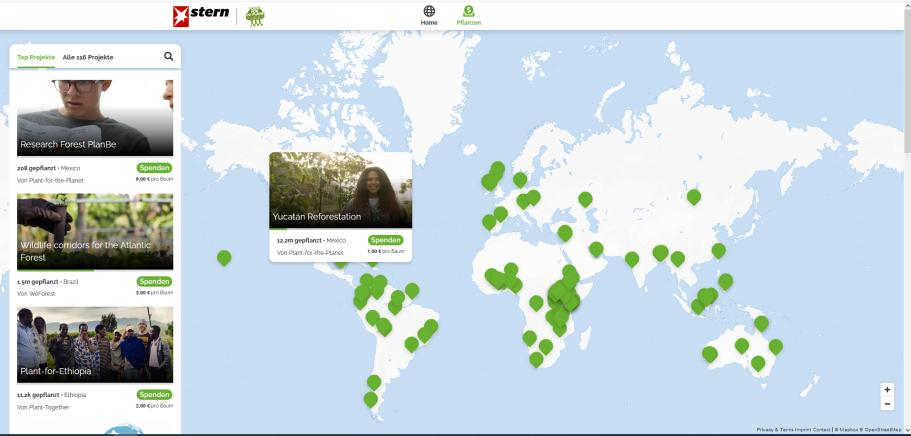 stern
Home
Pflanzen
Top Projekte
Alle 116 Projekte
Research Forest PlanBe
208 gepflanzt • Mexico
Spenden
Von Plant-for-the-Planet
9,00 € pro Baum
Wildlife corridors for the Atlantic
Forest
1.5m gepflanzt • Brazil
Spenden
Von WeForest
3,00 € pro Baum
Plant-for-Ethiopia
11.2k gepflanzt • Ethiopia
Spenden
Von Plant-Together
2,00 € pro Baum
Yucatán Reforestation
12.2m gepflanzt • Mexico
Spenden
Von Plant-for-the-Planet
1,00 € pro Baum
+
−
Privacy & Terms Imprint Contact | © Mapbox © OpenStreetMap